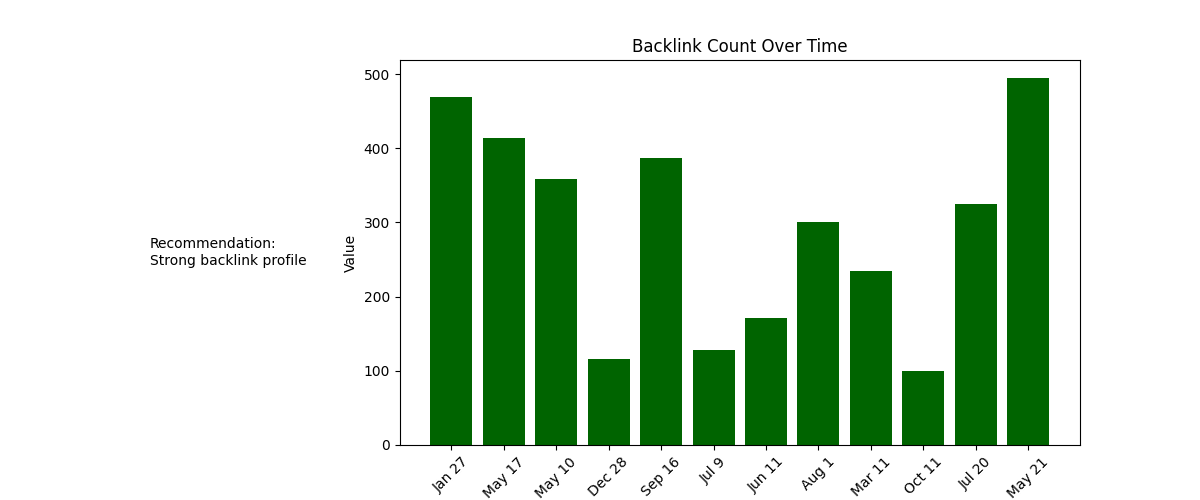 Backlink Count Over Time
Recommendation:
Strong backlink profile
Value
500
400
300
200
100
0
Jan 27
May 17
May 10
Dec 28
Sep 16
Jul 9
Jun 11
Aug 1
Mar 11
Oct 11
Jul 20
May 21